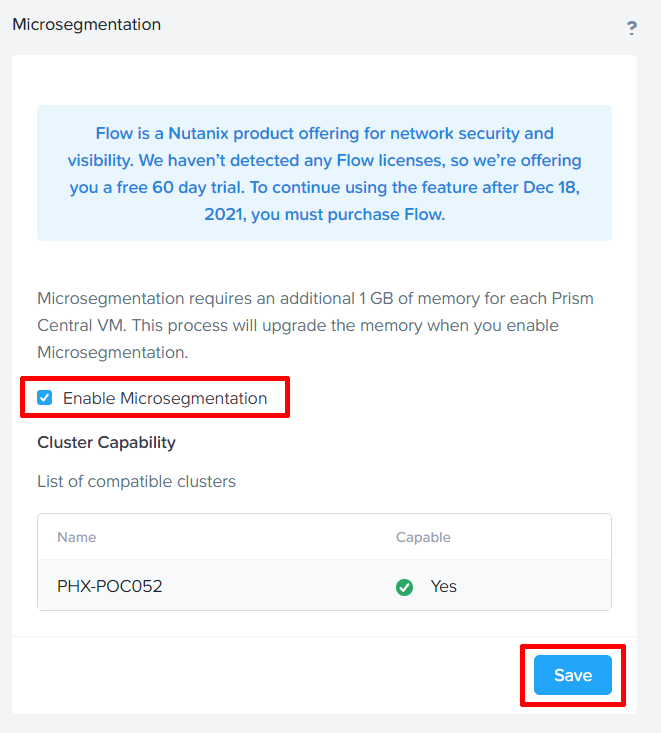 Microsegmentation
?
Flow is a Nutanix product offering for network security and
visibility. We haven't detected any Flow licenses, so we're offering
you a free 60 day trial. To continue using the feature after Dec 18,
2021, you must purchase Flow.
Microsegmentation requires an additional 1 GB of memory for each Prism
Central VM. This process will upgrade the memory when you enable
Microsegmentation.
Enable Microsegmentation
Cluster Capability
List of compatible clusters
Name Capable
PHX-POC052 Yes
Save